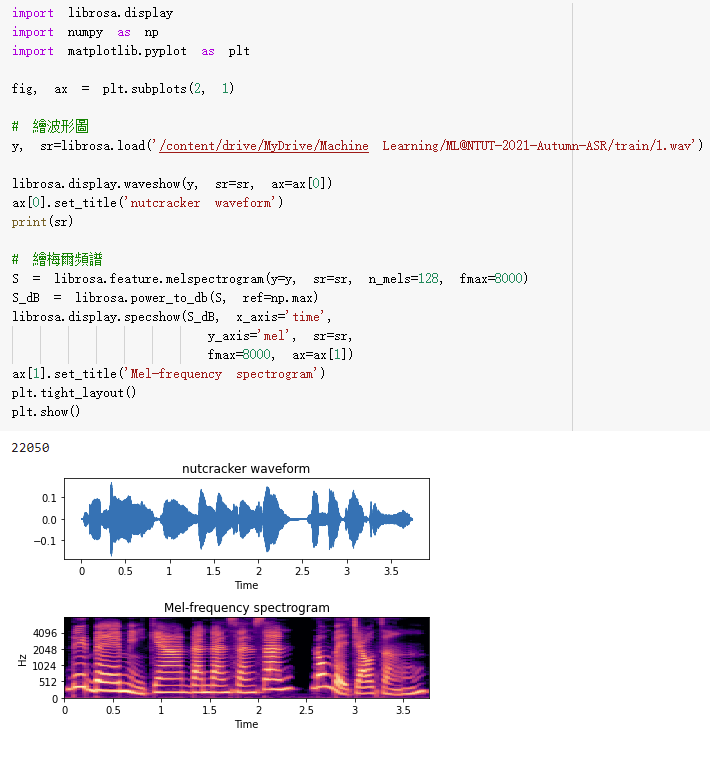 import librosa.display
import numpy as np
import matplotlib.pyplot as plt
fig, ax = plt.subplots(2, 1)
# 繪波形圖
y, sr=librosa.load('/content/drive/MyDrive/Machine Learning/ML@NTUT-2021-Autumn-ASR/train/1.wav')
librosa.display.waveshow(y, sr=sr, ax=ax[0])
ax[0].set_title('nutcracker waveform')
print(sr)
# 繪梅爾頻譜
S = librosa.feature.melspectrogram(y=y, sr=sr, n_mels=128, fmax=8000)
S_dB = librosa.power_to_db(S, ref=np.max)
librosa.display.specshow(S_dB, x_axis='time',
y_axis='mel', sr=sr,
fmax=8000, ax=ax[1])
ax[1].set_title('Mel-frequency spectrogram')
plt.tight_layout()
plt.show()
22050
nutcracker waveform
0.1
0.0
−0.1
0 0.5 1 1.5 2 2.5 3 3.5
Time
Mel-frequency spectrogram
Hz
4096
2048
1024
512
0
0 0.5 1 1.5 2 2.5 3 3.5
Time